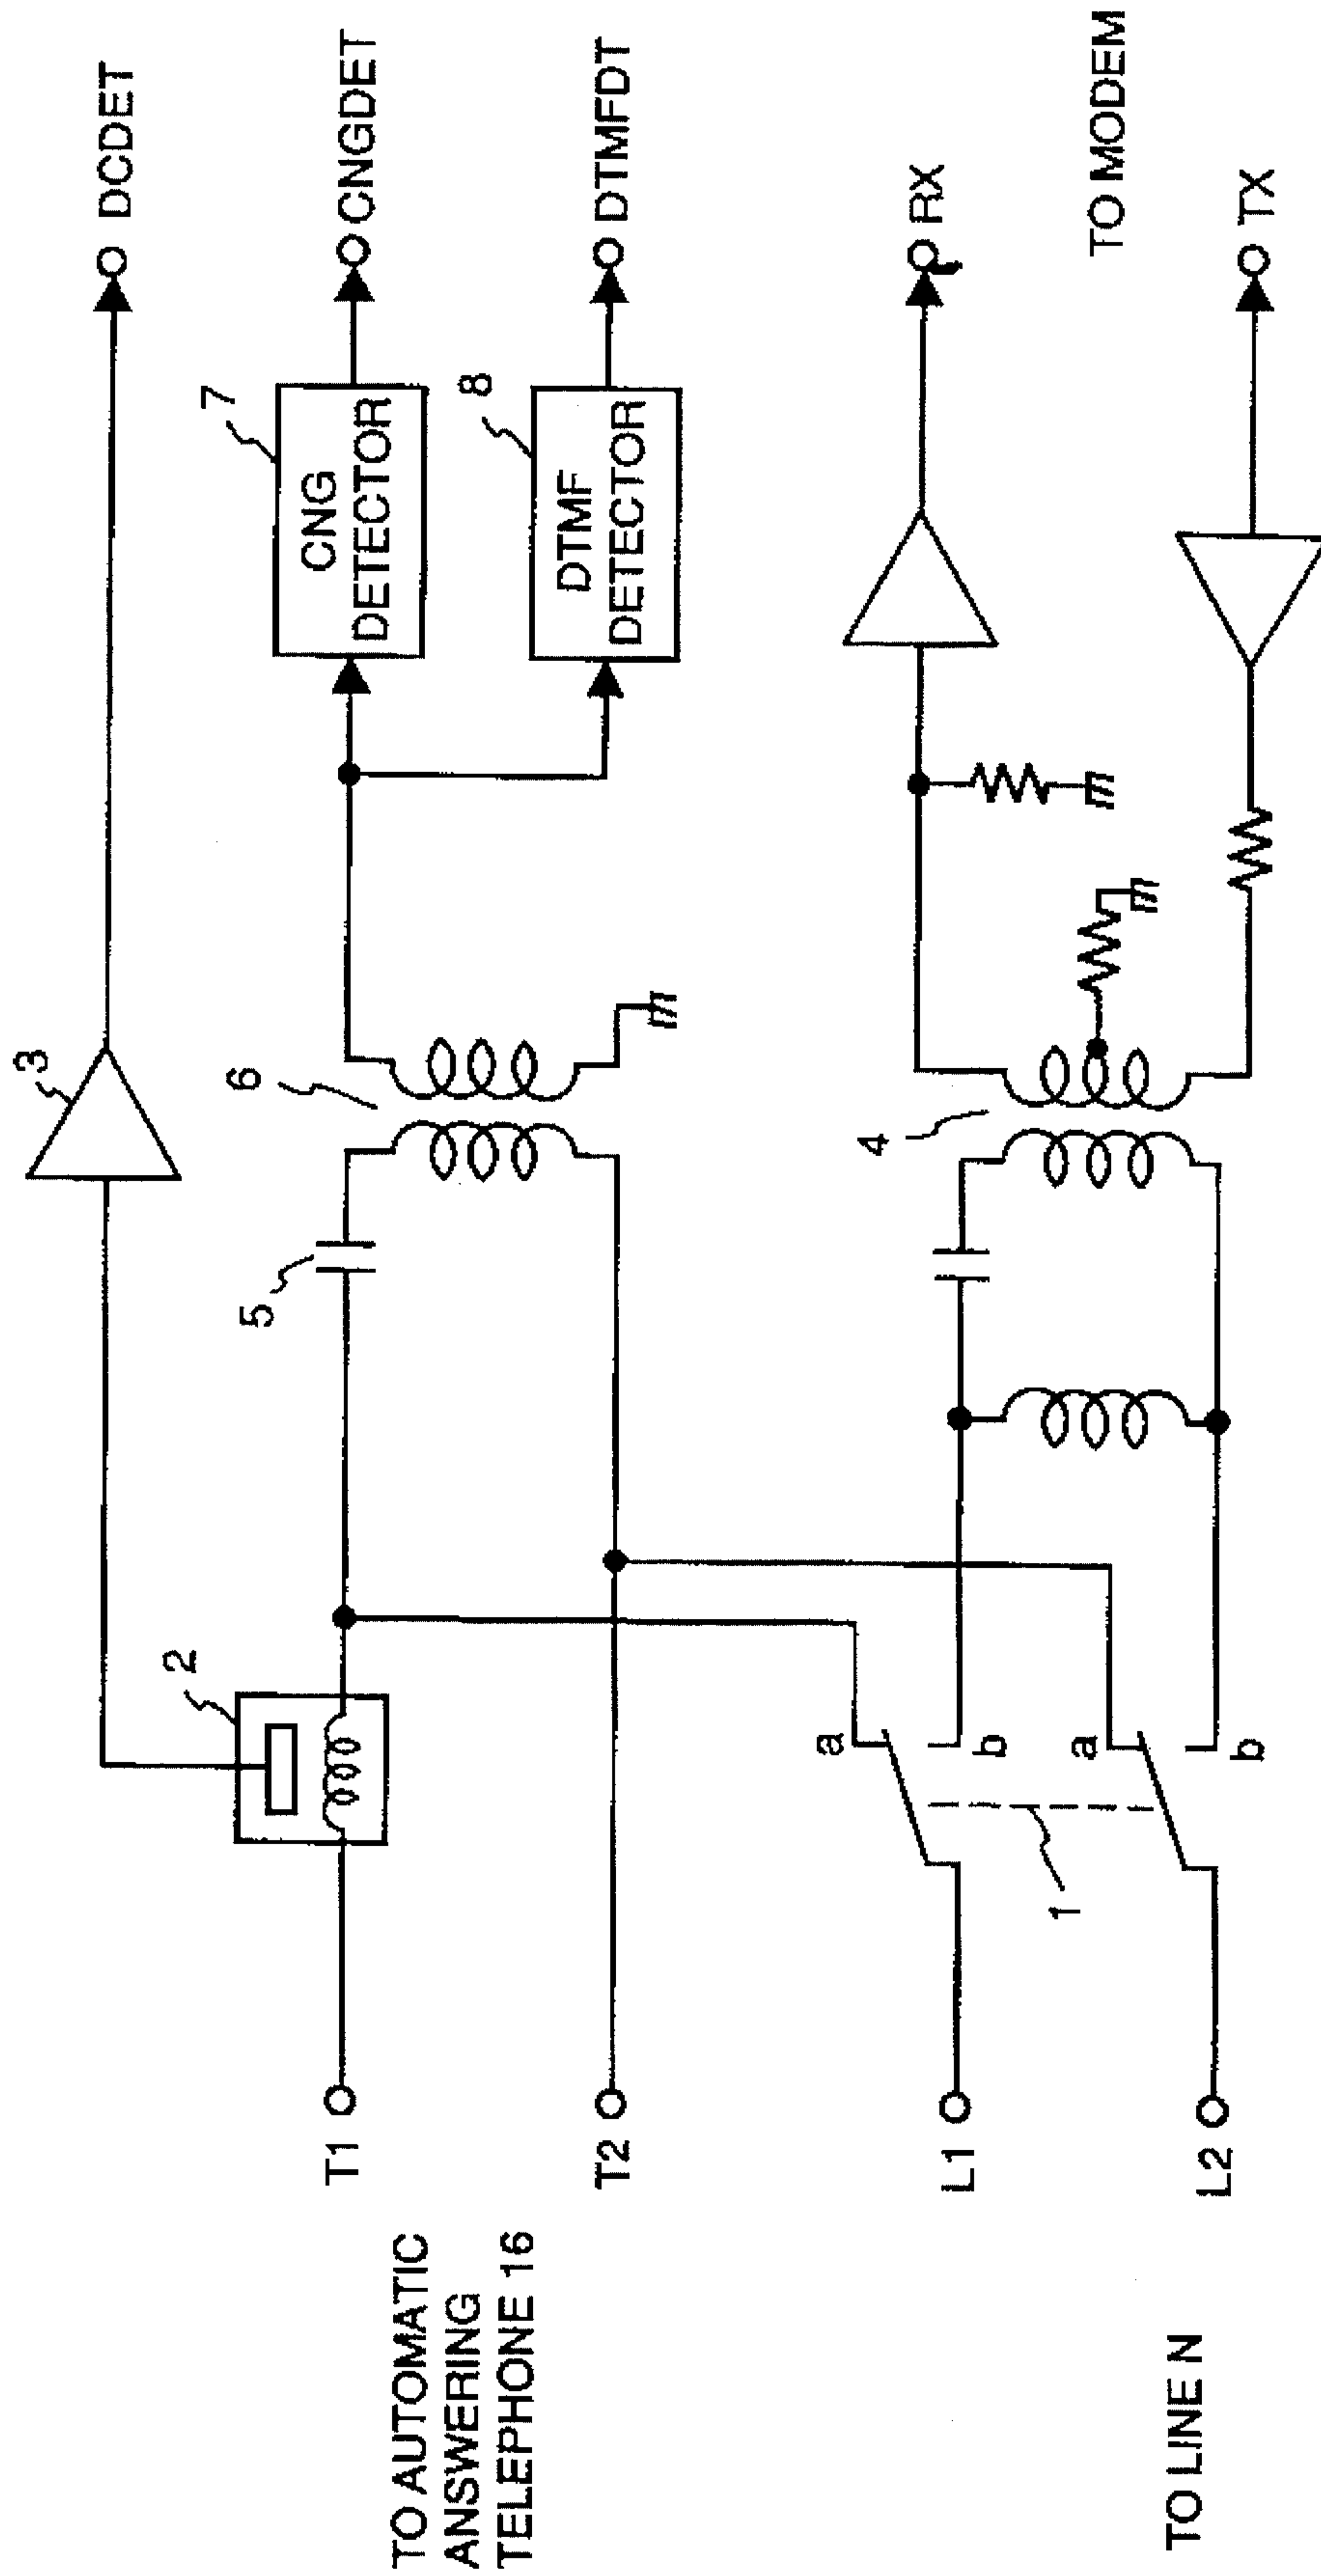 3
DCDET
2
5
6
7
CNG
DETECTOR
CNGDET
T1
TO AUTOMATIC
ANSWERING
TELEPHONE 16
8
DTMF
DETECTOR
DTMFDT
T2
a
b
4
RX
L1
1
TO MODEM
a
b
TX
L2
TO LINE N